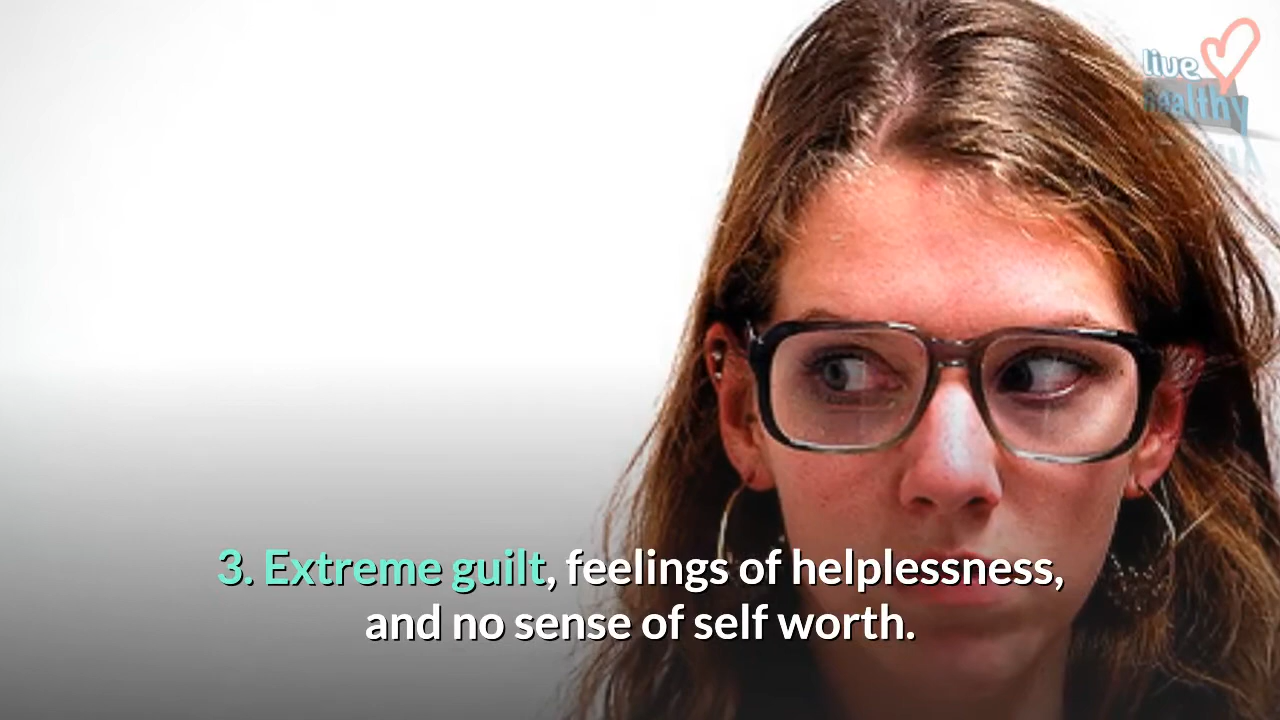 live
healthy
3. Extreme guilt, feelings of helplessness,
and no sense of self worth.